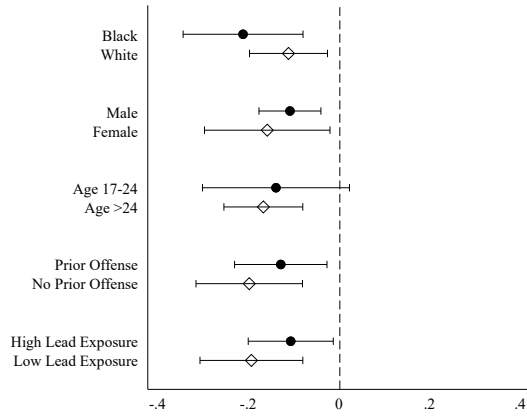 Black
White
Male
Female
Age 17-24
Age >24
Prior Offense
No Prior Offense
High Lead Exposure
Low Lead Exposure
-.4 -.2 0 .2 .4